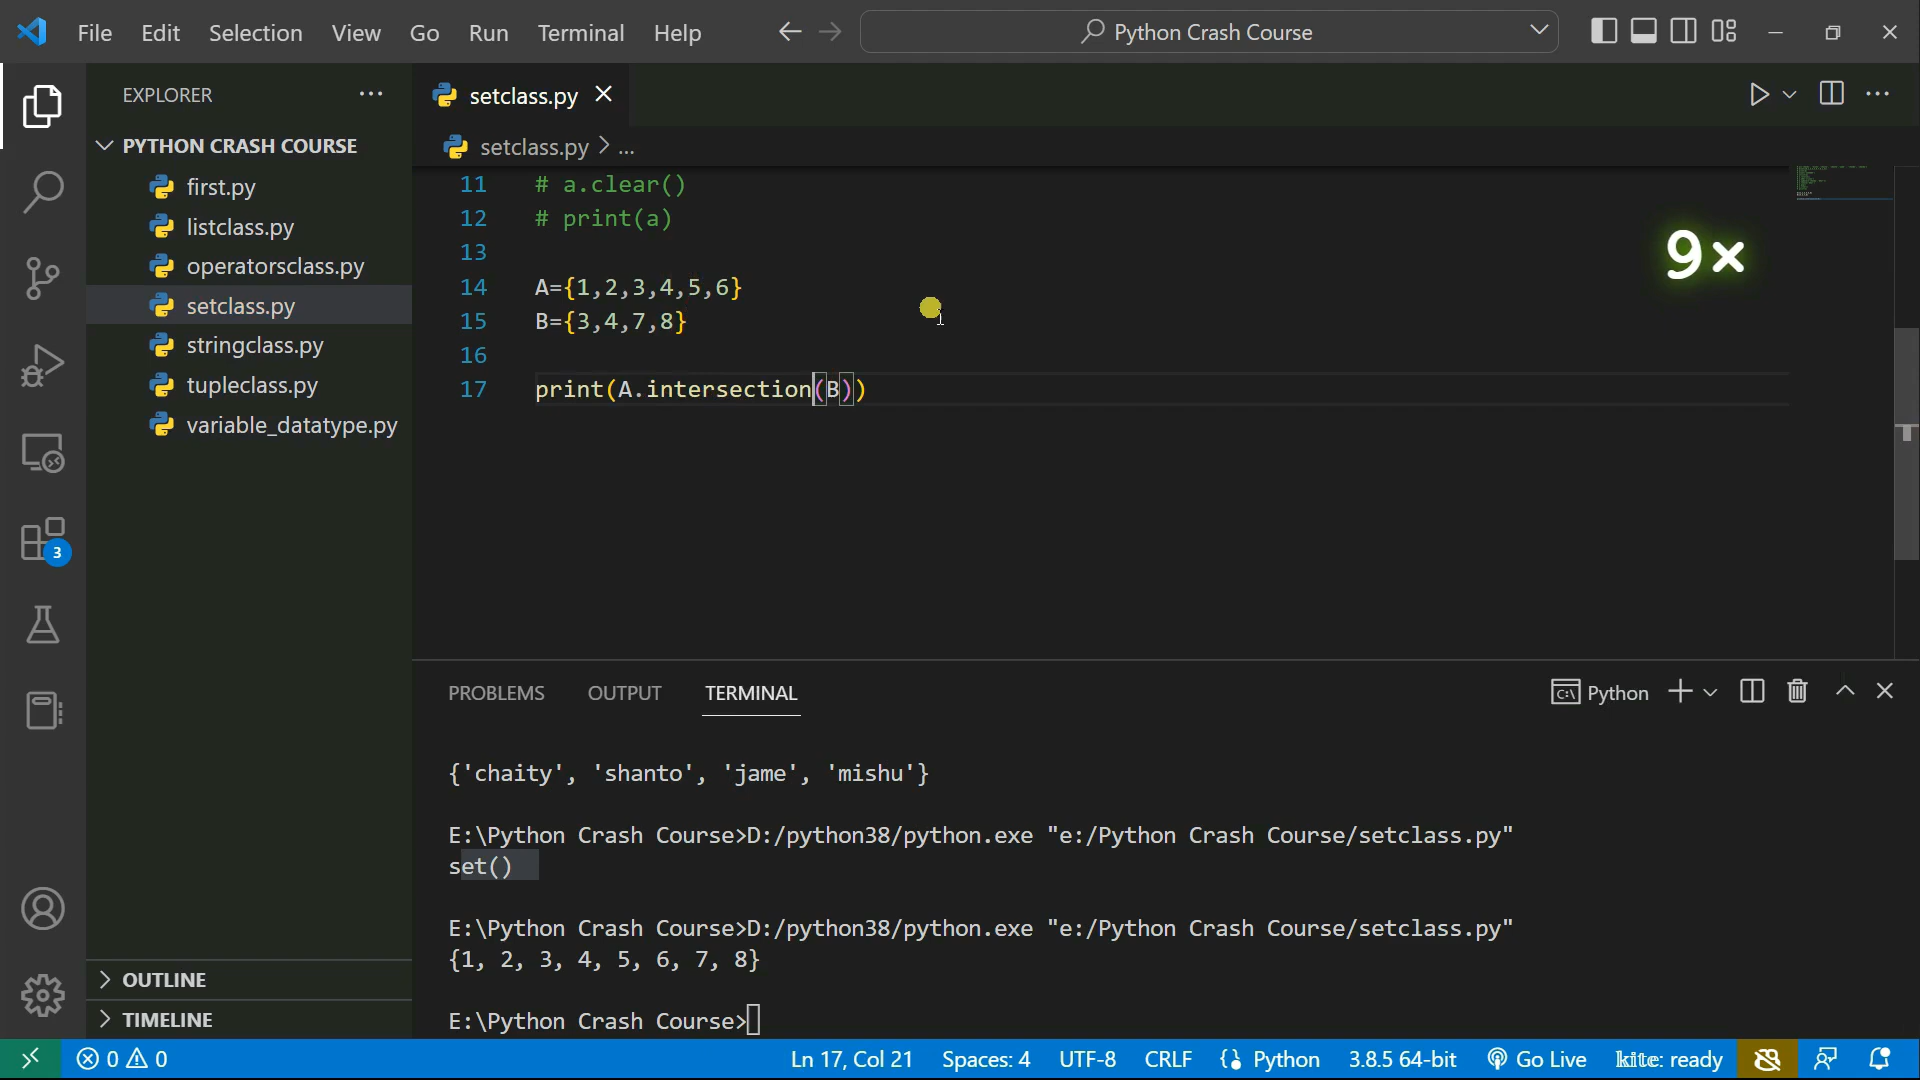 File Edit Selection View Go Run Terminal Help
Python Crash Course
EXPLORER
PYTHON CRASH COURSE
first.py
listclass.py
operatorsclass.py
setclass.py
stringclass.py
tupleclass.py
variable_datatype.py
OUTLINE
TIMELINE
3
setclass.py
setclass.py > ...
11 # a.clear()
12 # print(a)
13
14 A={1,2,3,4,5,6}
15 B={3,4,7,8}
16
17 print(A.intersection(B))
9×
PROBLEMS OUTPUT TERMINAL
Python
{'chaity', 'shanto', 'jame', 'mishu'}
E:\Python Crash Course>D:/python38/python.exe "e:/Python Crash Course/setclass.py"
set()
E:\Python Crash Course>D:/python38/python.exe "e:/Python Crash Course/setclass.py"
{1, 2, 3, 4, 5, 6, 7, 8}
E:\Python Crash Course>
0 0 Ln 17, Col 21 Spaces: 4 UTF-8 CRLF Python 3.8.5 64-bit Go Live kite: ready